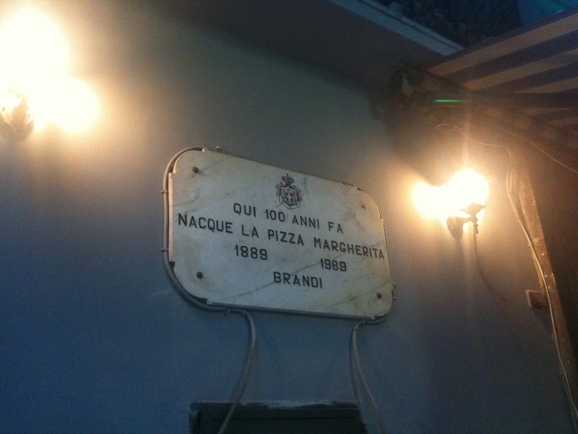 QUI 100 ANNI FA
NACQUE LA PIZZA MARGHERITA
1889 1989
BRANDI